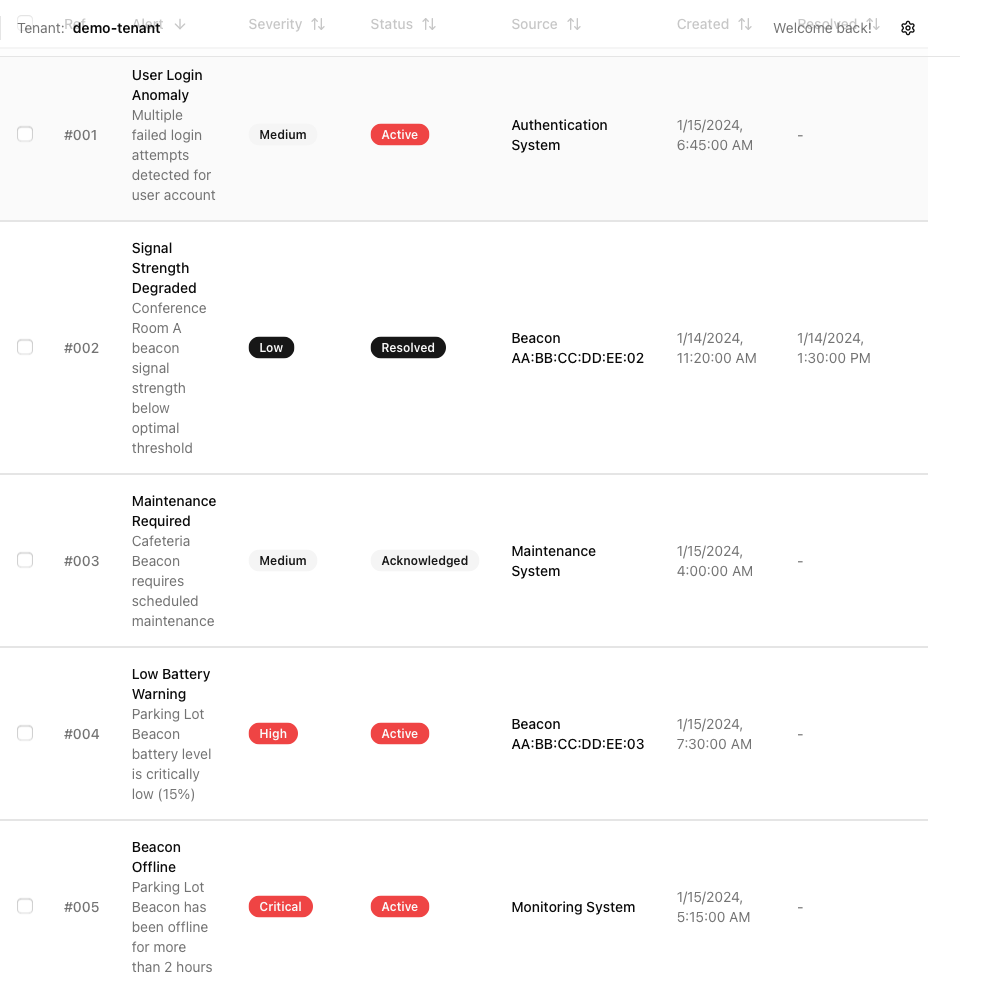 Ref Alert Severity Status Source Created Resolved
Tenant: demo-tenant Welcome back!
User Login
Anomaly
Multiple
failed login
attempts
detected for
user account
#001
Medium
Active
Authentication
System
1/15/2024,
6:45:00 AM
-
Signal
Strength
Degraded
Conference
Room A
beacon
signal
strength
below
optimal
threshold
#002
Low
Resolved
Beacon
AA:BB:CC:DD:EE:02
1/14/2024,
11:20:00 AM
1/14/2024,
1:30:00 PM
Maintenance
Required
Cafeteria
Beacon
requires
scheduled
maintenance
#003
Medium
Acknowledged
Maintenance
System
1/15/2024,
4:00:00 AM
-
Low Battery
Warning
Parking Lot
Beacon
battery level
is critically
low (15%)
#004
High
Active
Beacon
AA:BB:CC:DD:EE:03
1/15/2024,
7:30:00 AM
-
Beacon
Offline
Parking Lot
Beacon has
been offline
for more
than 2 hours
#005
Critical
Active
Monitoring System
1/15/2024,
5:15:00 AM
-